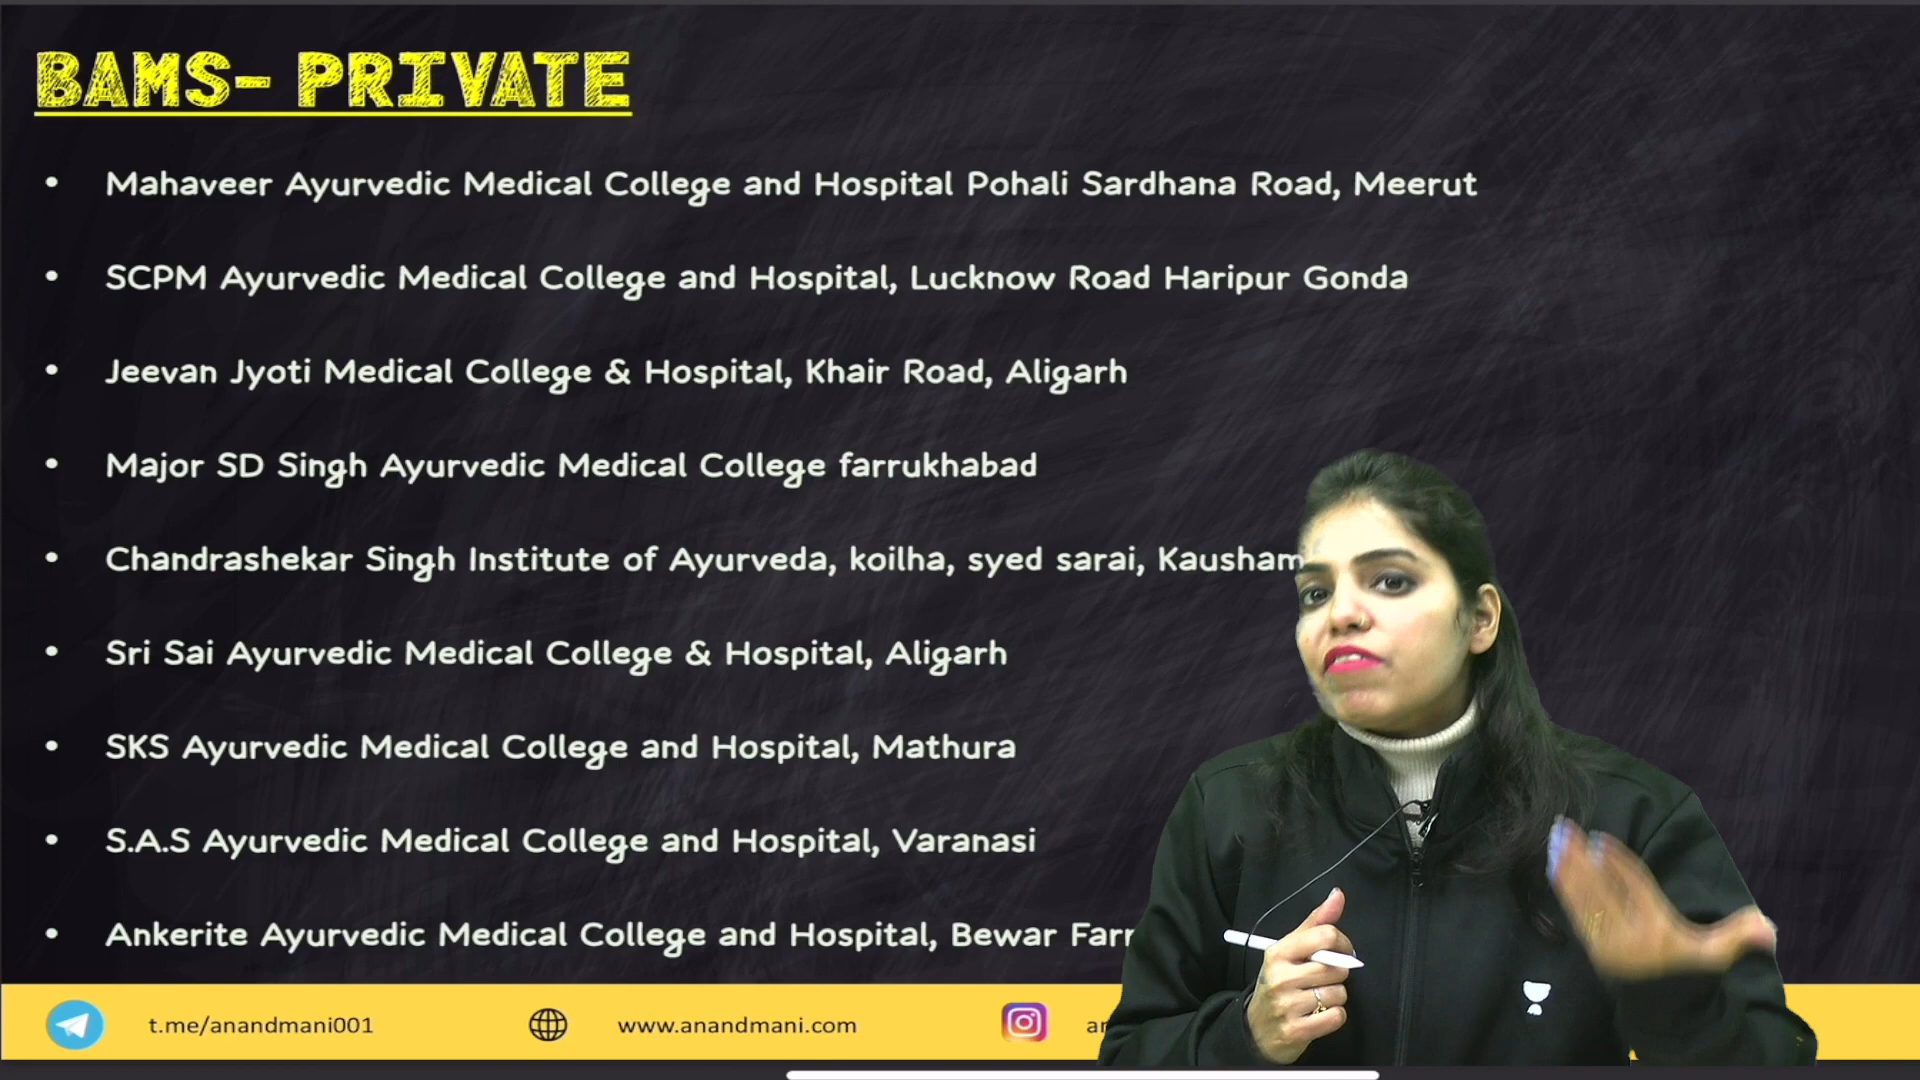 BAMS- PRIVATE
• Mahaveer Ayurvedic Medical College and Hospital Pohali Sardhana Road, Meerut
• SCPM Ayurvedic Medical College and Hospital, Lucknow Road Haripur Gonda
• Jeevan Jyoti Medical College & Hospital, Khair Road, Aligarh
• Major SD Singh Ayurvedic Medical College farrukhabad
• Chandrashekar Singh Institute of Ayurveda, koilha, syed sarai,
• Sri Sai Ayurvedic Medical College & Hospital, Aligarh
• SKS Ayurvedic Medical College and Hospital, Mathura
• S.A.S Ayurvedic Medical College and Hospital, Varanasi
• Ankerite Ayurvedic Medical College and Hospital, Bewar
t.me/anandmani001
www.anandmani.com